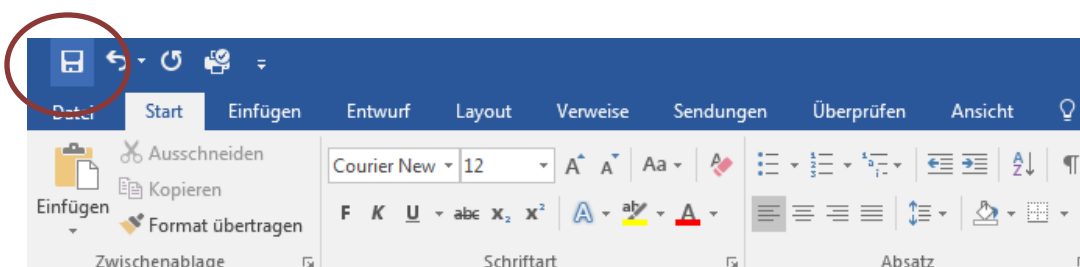 Datei Start Einfügen Entwurf Layout Verweise Sendungen Überprüfen Ansicht
Ausschneiden
Kopieren
Einfügen
Format übertragen
Zwischenablage
Courier New 12 A A Aa
F K U abc x₂ x² A ab A
Schriftart
A Z ¶
Absatz